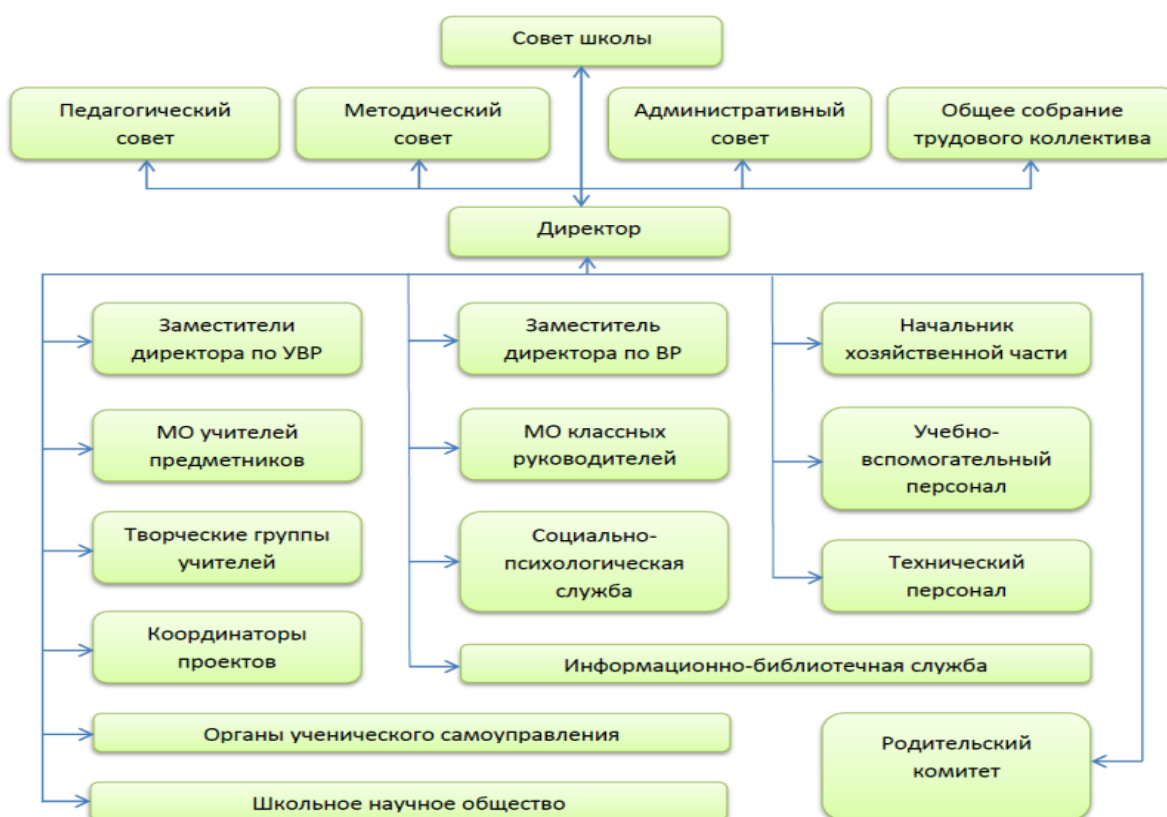 Совет школы
Педагогический
совет
Методический
совет
Административный
совет
Общее собрание
трудового коллектива
Директор
Заместители
директора по УВР
Заместитель
директора по ВР
Начальник
хозяйственной части
МО учителей
предметников
МО классных
руководителей
Учебно-
вспомогательный
персонал
Творческие группы
учителей
Социально-
психологическая
служба
Технический
персонал
Координаторы
проектов
Информационно-библиотечная служба
Органы ученического самоуправления
Родительский
комитет
Школьное научное общество